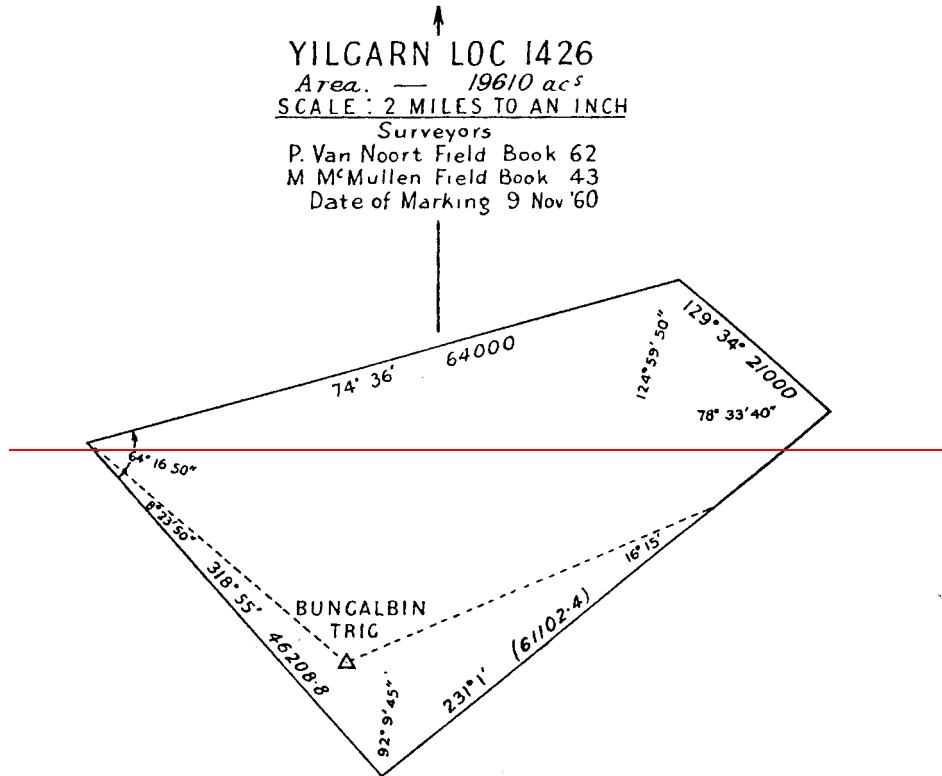 YILGARN LOC 1426
Area. — 19610 acˢ
SCALE : 2 MILES TO AN INCH
Surveyors
P. Van Noort Field Book 62
M MᶜMullen Field Book 43
Date of Marking 9 Nov '60
74° 36' 64000
129° 34° 21000
124° 59' 50"
78° 33' 40"
64° 16 50"
8° 23' 50"
318° 55' 46208·8
BUNGALBIN
TRIG
16° 15'
231° 1' (61102·4)
92° 9' 45"